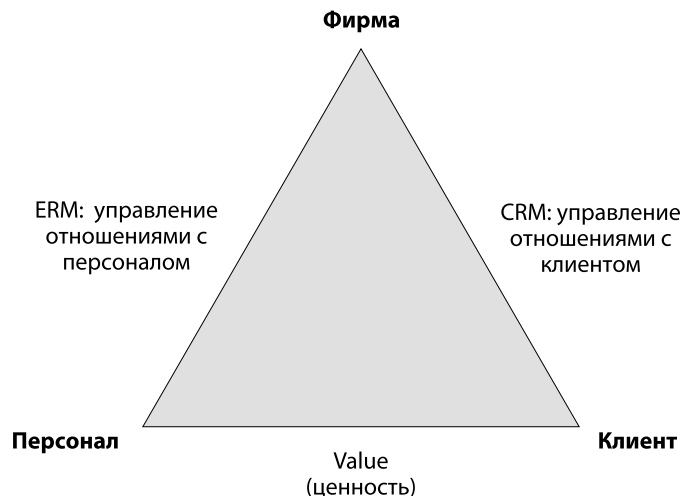 Фирма
ERM: управление
отношениями с
персоналом
CRM: управление
отношениями с
клиентом
Персонал
Клиент
Value
(ценность)